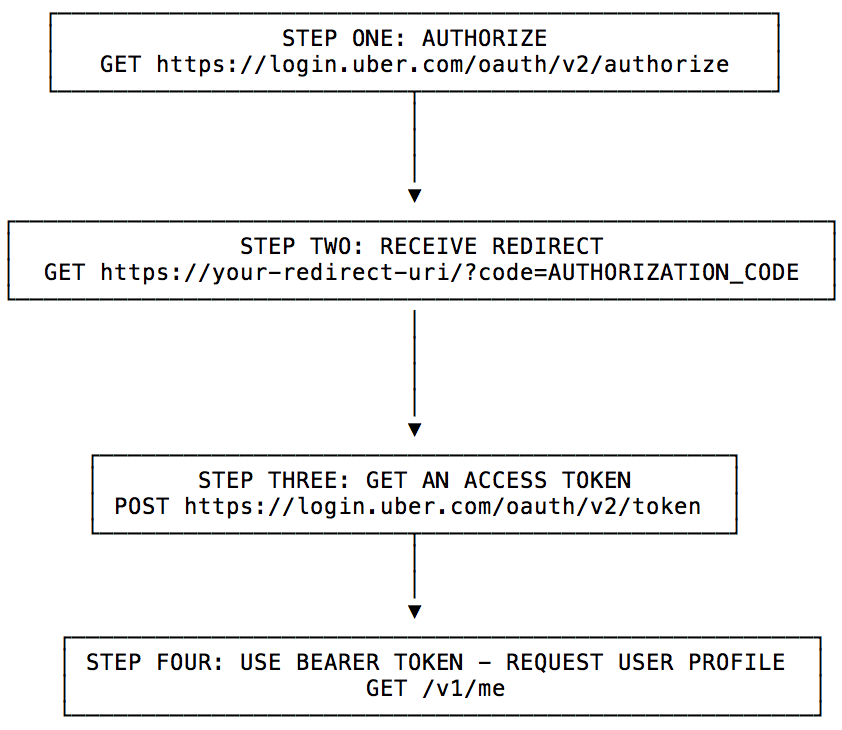 STEP ONE: AUTHORIZE
GET https://login.uber.com/oauth/v2/authorize
STEP TWO: RECEIVE REDIRECT
GET https://your-redirect-uri/?code=AUTHORIZATION_CODE
STEP THREE: GET AN ACCESS TOKEN
POST https://login.uber.com/oauth/v2/token
STEP FOUR: USE BEARER TOKEN - REQUEST USER PROFILE
GET /v1/me